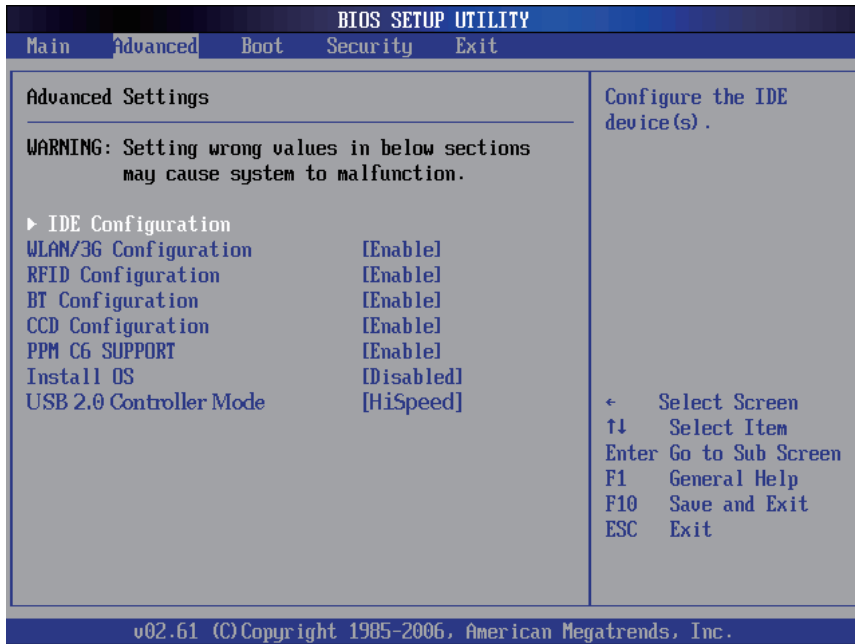 BIOS SETUP UTILITY
Main Advanced Boot Security Exit
Advanced Settings
WARNING: Setting wrong values in below sections
may cause system to malfunction.
▶ IDE Configuration
WLAN/3G Configuration [Enable]
RFID Configuration [Enable]
BT Configuration [Enable]
CCD Configuration [Enable]
PPM C6 SUPPORT [Enable]
Install OS [Disabled]
USB 2.0 Controller Mode [HiSpeed]
Configure the IDE
device(s).
← Select Screen
↑↓ Select Item
Enter Go to Sub Screen
F1 General Help
F10 Save and Exit
ESC Exit
v02.61 (C)Copyright 1985-2006, American Megatrends, Inc.